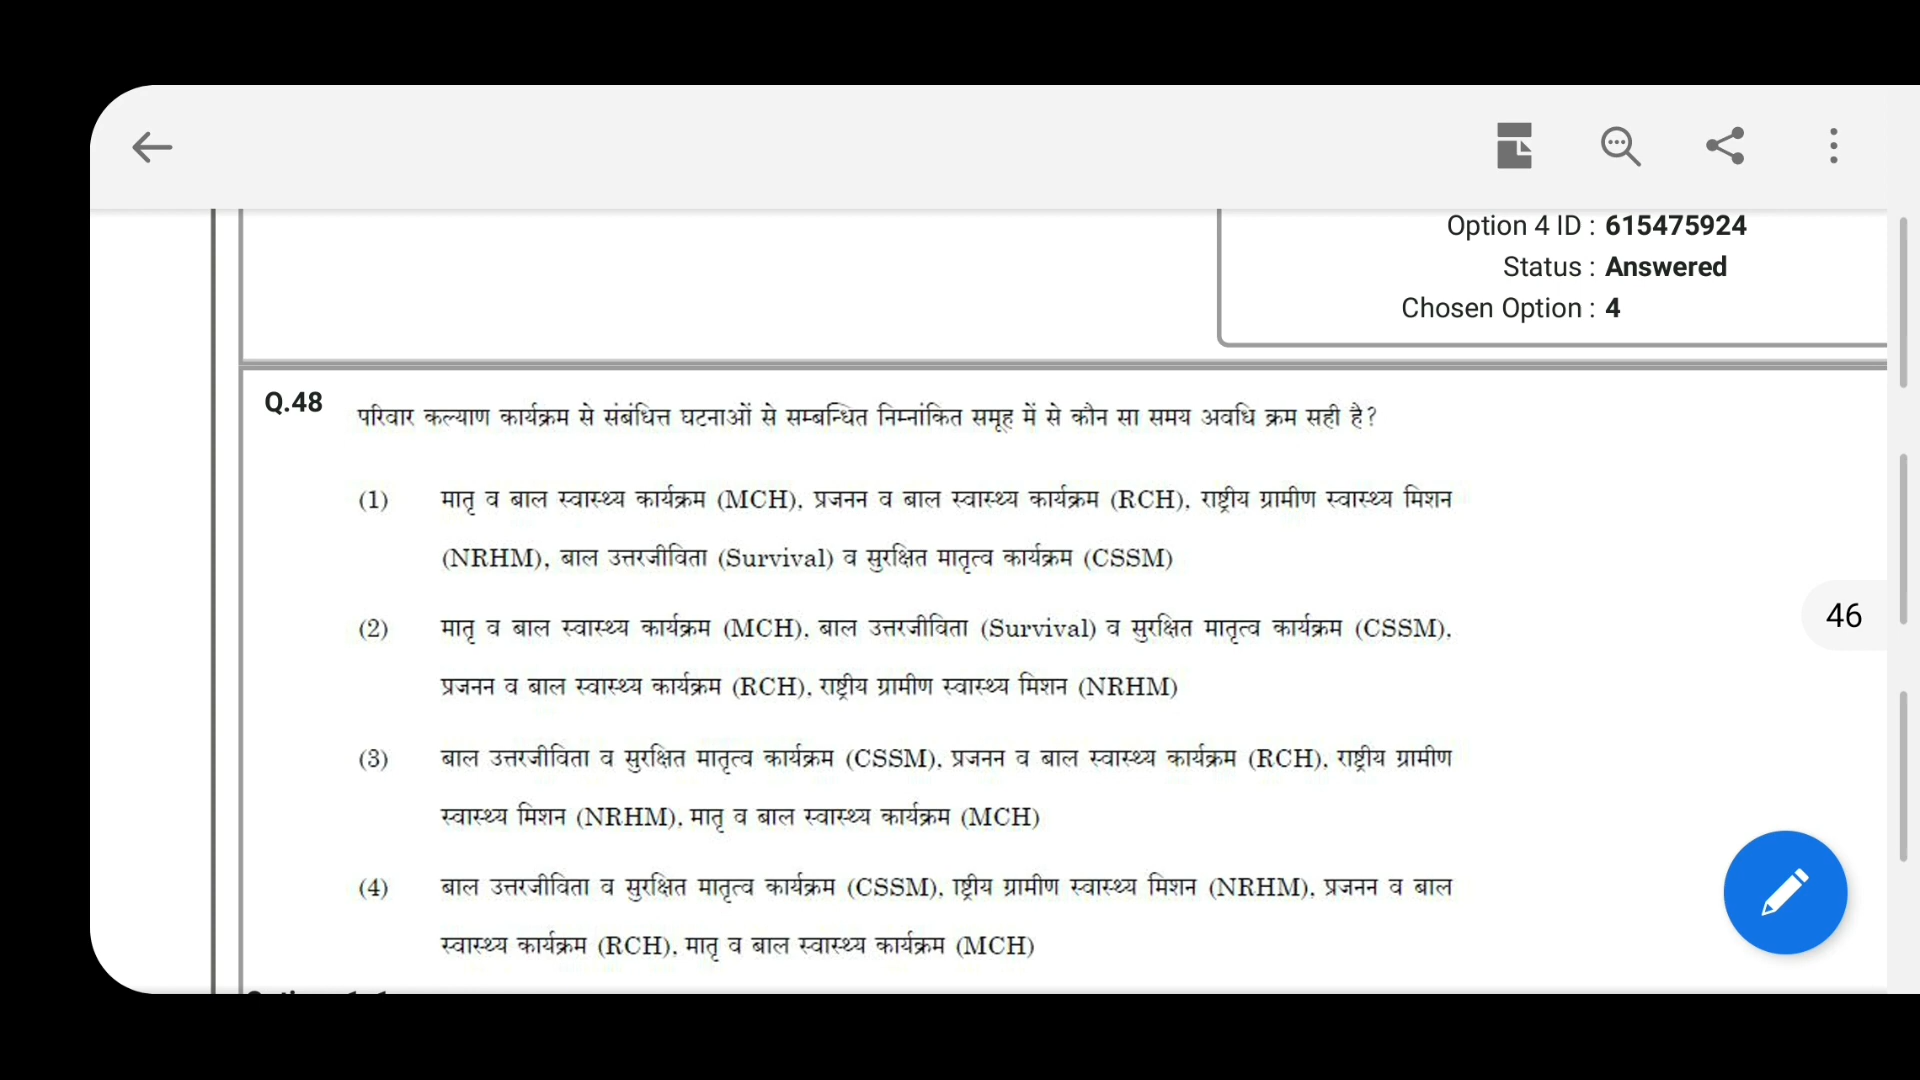 Option 4 ID : 615475924
Status : Answered
Chosen Option : 4
Q.48 परिवार कल्याण कार्यक्रम से संबंधित्त घटनाओं से सम्बन्धित निम्नांकित समूह में से कौन सा समय अवधि क्रम सही है?
(1) मातृ व बाल स्वास्थ्य कार्यक्रम (MCH), प्रजनन व बाल स्वास्थ्य कार्यक्रम (RCH), राष्ट्रीय ग्रामीण स्वास्थ्य मिशन
(NRHM), बाल उत्तरजीविता (Survival) व सुरक्षित मातृत्व कार्यक्रम (CSSM)
46
(2) मातृ व बाल स्वास्थ्य कार्यक्रम (MCH), बाल उत्तरजीविता (Survival) व सुरक्षित मातृत्व कार्यक्रम (CSSM),
प्रजनन व बाल स्वास्थ्य कार्यक्रम (RCH), राष्ट्रीय ग्रामीण स्वास्थ्य मिशन (NRHM)
(3) बाल उत्तरजीविता व सुरक्षित मातृत्व कार्यक्रम (CSSM), प्रजनन व बाल स्वास्थ्य कार्यक्रम (RCH), राष्ट्रीय ग्रामीण
स्वास्थ्य मिशन (NRHM), मातृ व बाल स्वास्थ्य कार्यक्रम (MCH)
(4) बाल उत्तरजीविता व सुरक्षित मातृत्व कार्यक्रम (CSSM), ाष्ट्रीय ग्रामीण स्वास्थ्य मिशन (NRHM), प्रजनन व बाल
स्वास्थ्य कार्यक्रम (RCH), मातृ व बाल स्वास्थ्य कार्यक्रम (MCH)